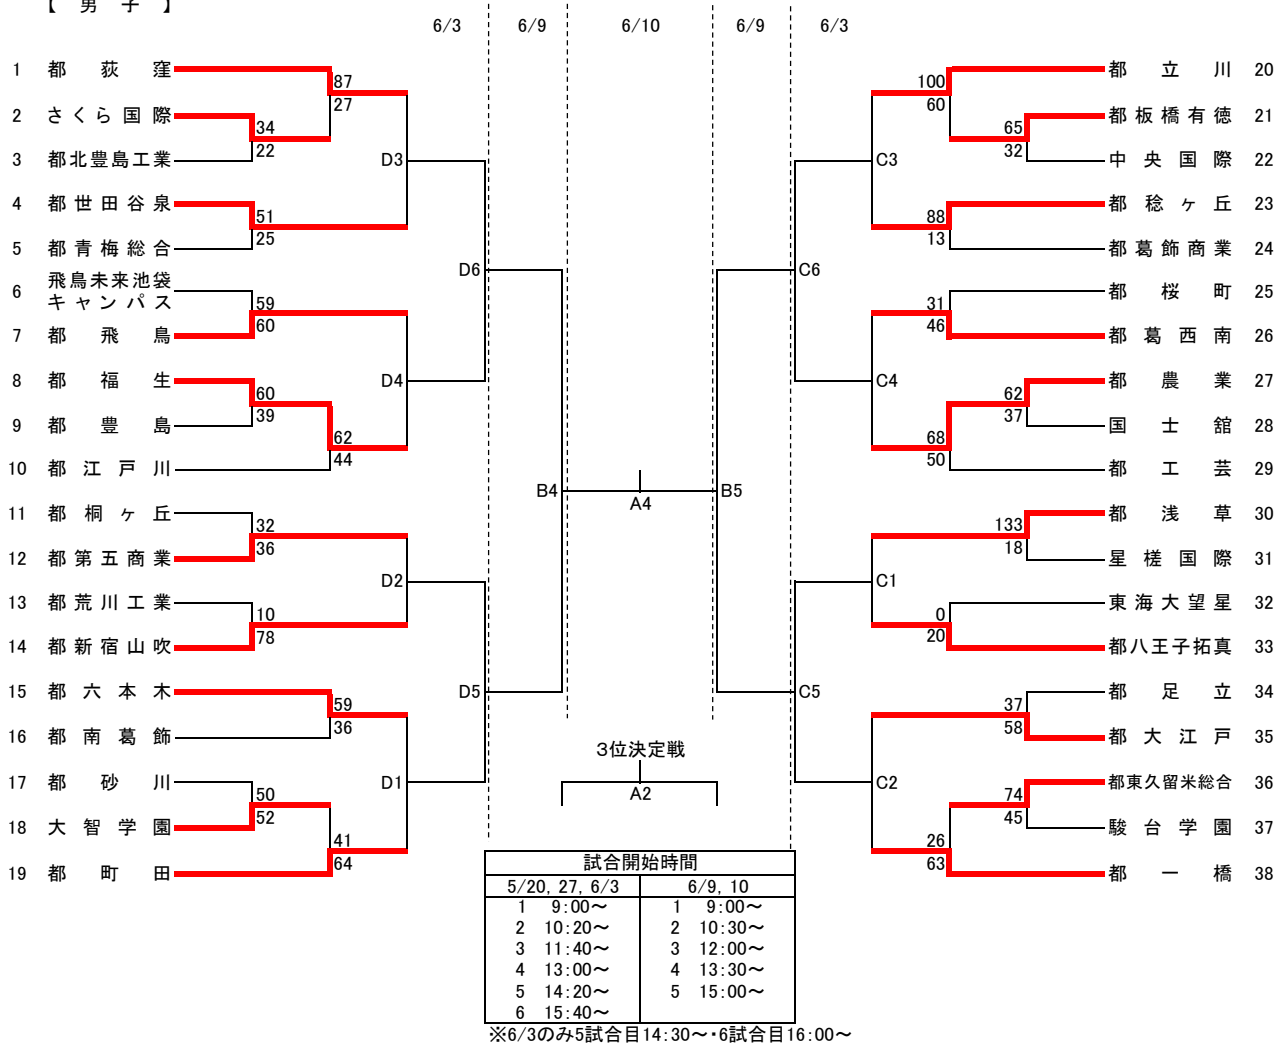 【 男 子 】
6/3 6/9 6/10 6/9 6/3
1 都 荻 窪
87
27
2 さくら国際
34
22
3 都北豊島工業
D3
4 都世田谷泉
51
25
5 都青梅総合
D6
6 飛鳥未来池袋
キャンパス
59
60
7 都 飛 鳥
D4
8 都 福 生
60
39
9 都 豊 島
62
44
10 都江戸川
B4
11 都桐ヶ丘
32
36
12 都第五商業
D2
13 都荒川工業
10
78
14 都新宿山吹
D5
15 都六本木
59
36
16 都南葛飾
D1
17 都 砂 川
50
52
18 大智学園
41
64
19 都 町 田
A4
3位決定戦
A2
都 立 川 20
100
60
都板橋有徳 21
65
32
中央国際 22
C3
都稔ヶ丘 23
88
13
都葛飾商業 24
C6
都 桜 町 25
31
46
都葛西南 26
C4
都 農 業 27
62
37
国 士 舘 28
68
50
都 工 芸 29
B5
都 浅 草 30
133
18
星槎国際 31
C1
東海大望星 32
0
20
都八王子拓真 33
C5
都 足 立 34
37
58
都大江戸 35
C2
都東久留米総合 36
74
45
駿台学園 37
26
63
都 一 橋 38
試合開始時間
5/20, 27, 6/3 6/9, 10
1 9:00～ 1 9:00～
2 10:20～ 2 10:30～
3 11:40～ 3 12:00～
4 13:00～ 4 13:30～
5 14:20～ 5 15:00～
6 15:40～
※6/3のみ5試合目14:30～・6試合目16:00～